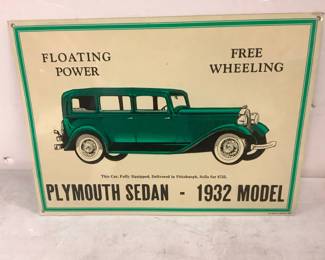 FLOATING
POWER
FREE
WHEELING
This Car, Fully Equipped, Delivered in Pittsburgh, Sells for
PLYMOUTH SEDAN - 1932 MODEL